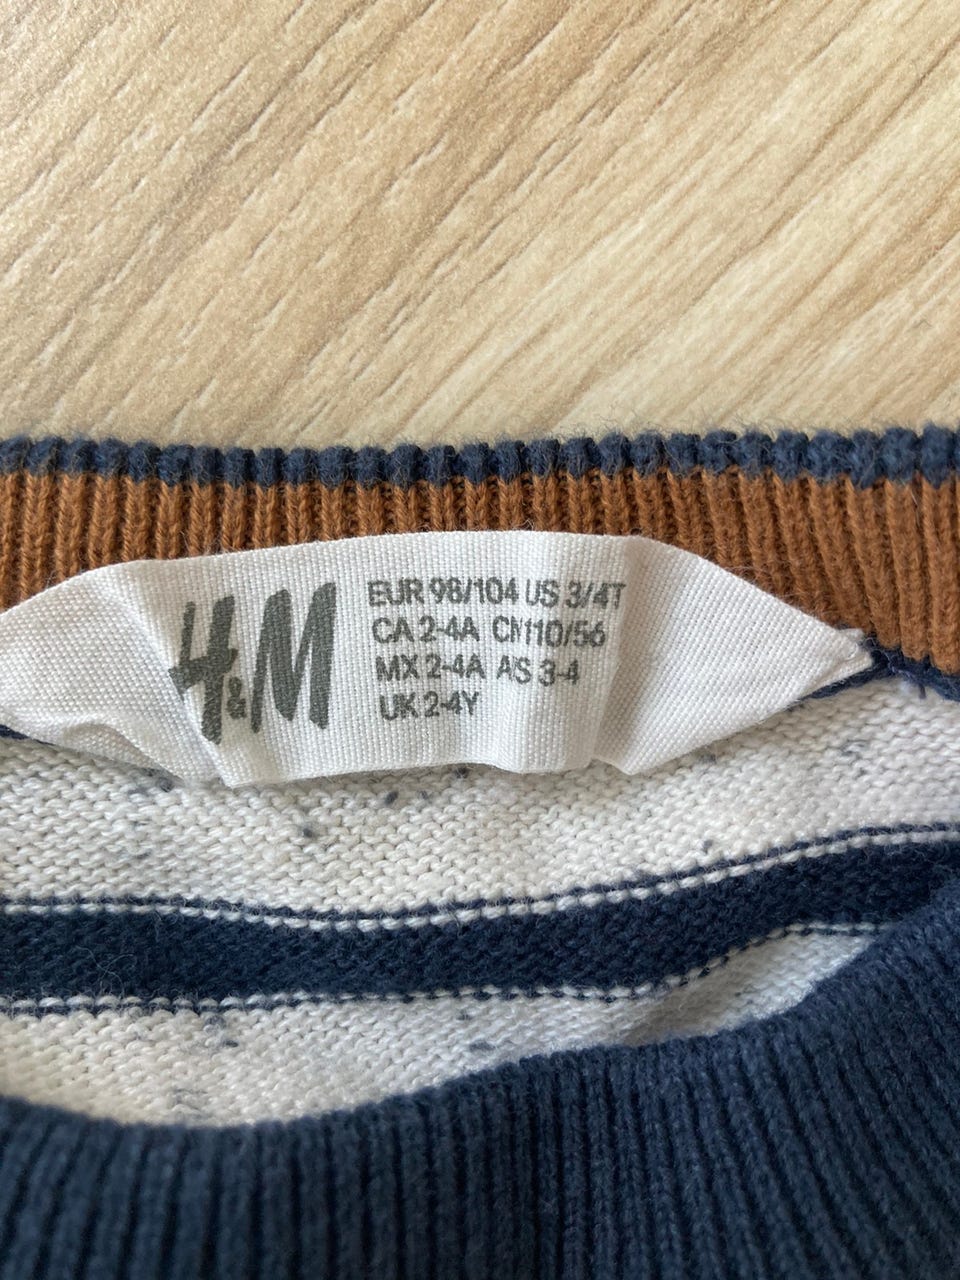 H&M
EUR 98/104 US 3/4T
CA 2-4A CN110/56
MX 2-4A A/S 3-4
UK 2-4Y